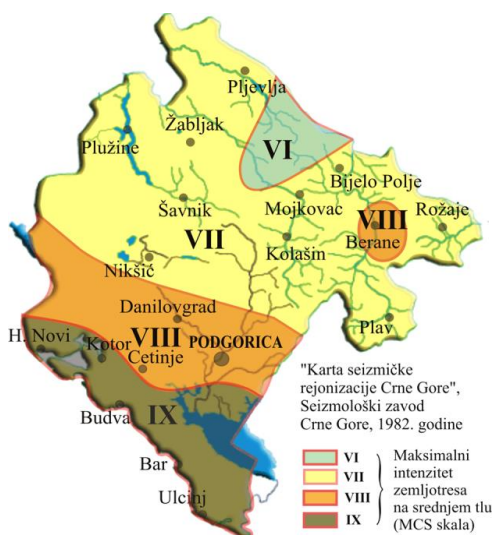 Pljevlja
Žabljak
Plužine
VI
Bijelo Polje
Šavnik
Mojkovac
VIII
Rožaje
VII
Berane
Kolašin
Nikšić
Danilovgrad
Plav
H. Novi
VIII
PODGORICA
Kotor
Cetinje
IX
Budva
Bar
Ulcinj
"Karta seizmičke
rejonizacije Crne Gore",
Seizmološki zavod
Crne Gore, 1982. godine
VI
VII
VIII
IX
Maksimalni
intenzitet
zemljotresa
na srednjem tlu
(MCS skala)